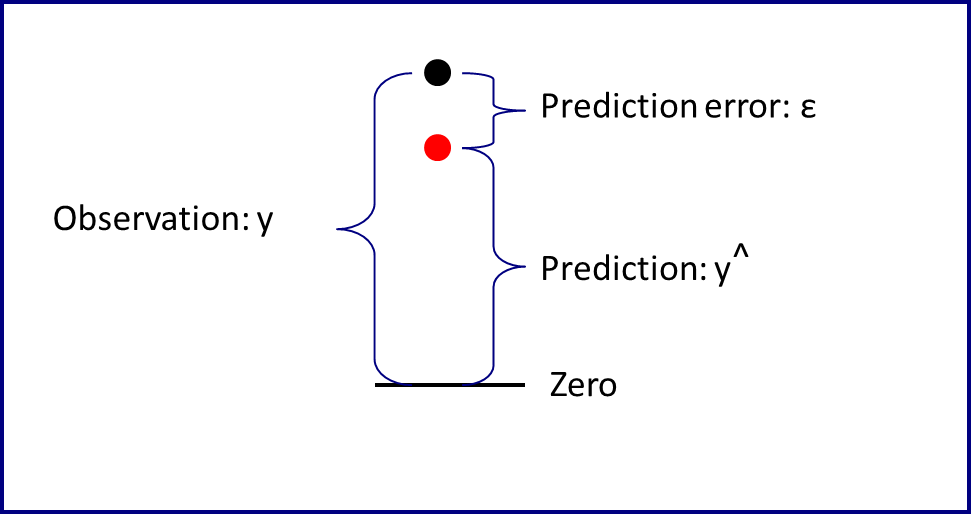 Prediction error: ε
Observation: y
Prediction: y^
Zero